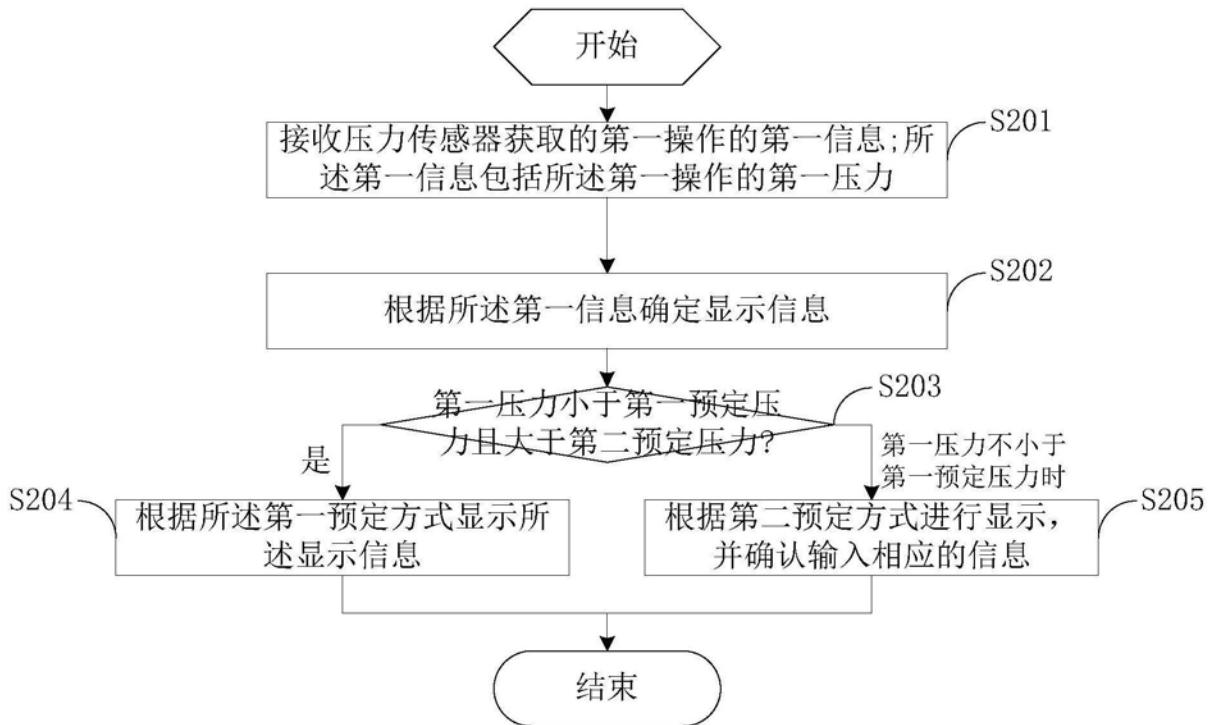 开始
接收压力传感器获取的第一操作的第一信息;所
述第一信息包括所述第一操作的第一压力
S201
根据所述第一信息确定显示信息
S202
第一压力小于第一预定压
力且大于第二预定压力?
S203
是
第一压力不小于
第一预定压力时
S204
根据所述第一预定方式显示所
述显示信息
根据第二预定方式进行显示，
并确认输入相应的信息
S205
结束